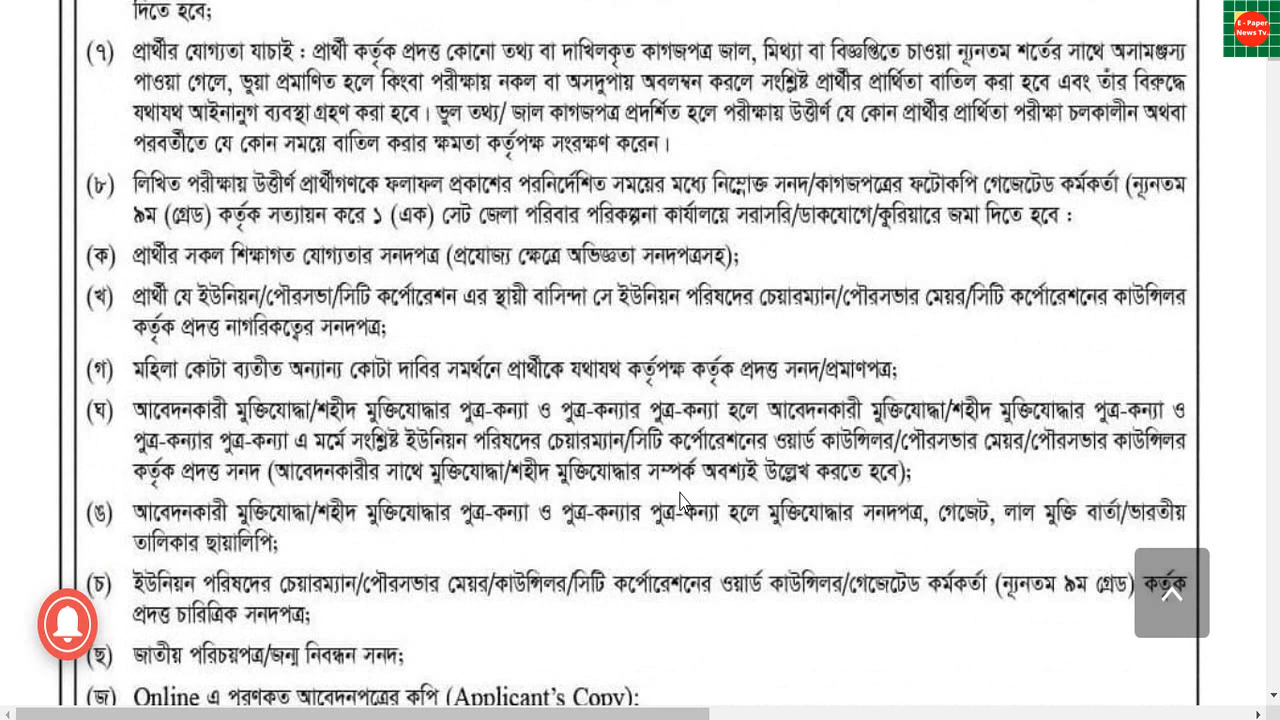 দিতে হবে;
(৭) প্রার্থীর যোগ্যতা যাচাই : প্রার্থী কর্তৃক প্রদত্ত কোনো তথ্য বা দাখিলকৃত কাগজপত্র জাল, মিথ্যা বা বিজ্ঞপ্তিতে চাওয়া ন্যূনতম শর্তের সাথে অসামঞ্জস্য
পাওয়া গেলে, ভুয়া প্রমাণিত হলে কিংবা পরীক্ষায় নকল বা অসদুপায় অবলম্বন করলে সংশ্লিষ্ট প্রার্থীর প্রার্থিতা বাতিল করা হবে এবং তাঁর বিরুদ্ধে
যথাযথ আইনানুগ ব্যবস্থা গ্রহণ করা হবে। ভুল তথ্য/ জাল কাগজপত্র প্রদর্শিত হলে পরীক্ষায় উত্তীর্ণ যে কোন প্রার্থীর প্রার্থিতা পরীক্ষা চলকালীন অথবা
পরবর্তীতে যে কোন সময়ে বাতিল করার ক্ষমতা কর্তৃপক্ষ সংরক্ষণ করেন।
(৮) লিখিত পরীক্ষায় উত্তীর্ণ প্রার্থীগণকে ফলাফল প্রকাশের পরনির্দেশিত সময়ের মধ্যে নিম্নোক্ত সনদ/কাগজপত্রের ফটোকপি গেজেটেড কর্মকর্তা (ন্যূনতম
৯ম (গ্রেড) কর্তৃক সত্যায়ন করে ১ (এক) সেট জেলা পরিবার পরিকল্পনা কার্যালয়ে সরাসরি/ডাকযোগে/কুরিয়ারে জমা দিতে হবে :
(ক) প্রার্থীর সকল শিক্ষাগত যোগ্যতার সনদপত্র (প্রযোজ্য ক্ষেত্রে অভিজ্ঞতা সনদপত্রসহ);
(খ) প্রার্থী যে ইউনিয়ন/পৌরসভা/সিটি কর্পোরেশন এর স্থায়ী বাসিন্দা সে ইউনিয়ন পরিষদের চেয়ারম্যান/পৌরসভার মেয়র/সিটি কর্পোরেশনের কাউন্সিলর
কর্তৃক প্রদত্ত নাগরিকত্বের সনদপত্র;
(গ) মহিলা কোটা ব্যতীত অন্যান্য কোটা দাবির সমর্থনে প্রার্থীকে যথাযথ কর্তৃপক্ষ কর্তৃক প্রদত্ত সনদ/প্রমাণপত্র;
(ঘ) আবেদনকারী মুক্তিযোদ্ধা/শহীদ মুক্তিযোদ্ধার পুত্র-কন্যা ও পুত্র-কন্যার পুত্র-কন্যা হলে আবেদনকারী মুক্তিযোদ্ধা/শহীদ মুক্তিযোদ্ধার পুত্র-কন্যা ও
পুত্র-কন্যার পুত্র-কন্যা এ মর্মে সংশ্লিষ্ট ইউনিয়ন পরিষদের চেয়ারম্যান/সিটি কর্পোরেশনের ওয়ার্ড কাউন্সিলর/পৌরসভার মেয়র/পৌরসভার কাউন্সিলর
কর্তৃক প্রদত্ত সনদ (আবেদনকারীর সাথে মুক্তিযোদ্ধা/শহীদ মুক্তিযোদ্ধার সম্পর্ক অবশ্যই উল্লেখ করতে হবে);
(ঙ) আবেদনকারী মুক্তিযোদ্ধা/শহীদ মুক্তিযোদ্ধার পুত্র-কন্যা ও পুত্র-কন্যার পুত্র-কন্যা হলে মুক্তিযোদ্ধার সনদপত্র, গেজেট, লাল মুক্তি বার্তা/ভারতীয়
তালিকার ছায়ালিপি;
(চ) ইউনিয়ন পরিষদের চেয়ারম্যান/পৌরসভার মেয়র/কাউন্সিলর/সিটি কর্পোরেশনের ওয়ার্ড কাউন্সিলর/গেজেটেড কর্মকর্তা (ন্যূনতম ৯ম গ্রেড) কর্তৃক
প্রদত্ত চারিত্রিক সনদপত্র;
(ছ) জাতীয় পরিচয়পত্র/জন্ম নিবন্ধন সনদ;
(জ) Online এ পূরণকৃত আবেদনপত্রের কপি (Applicant's Copy);
E - Paper
News Tv